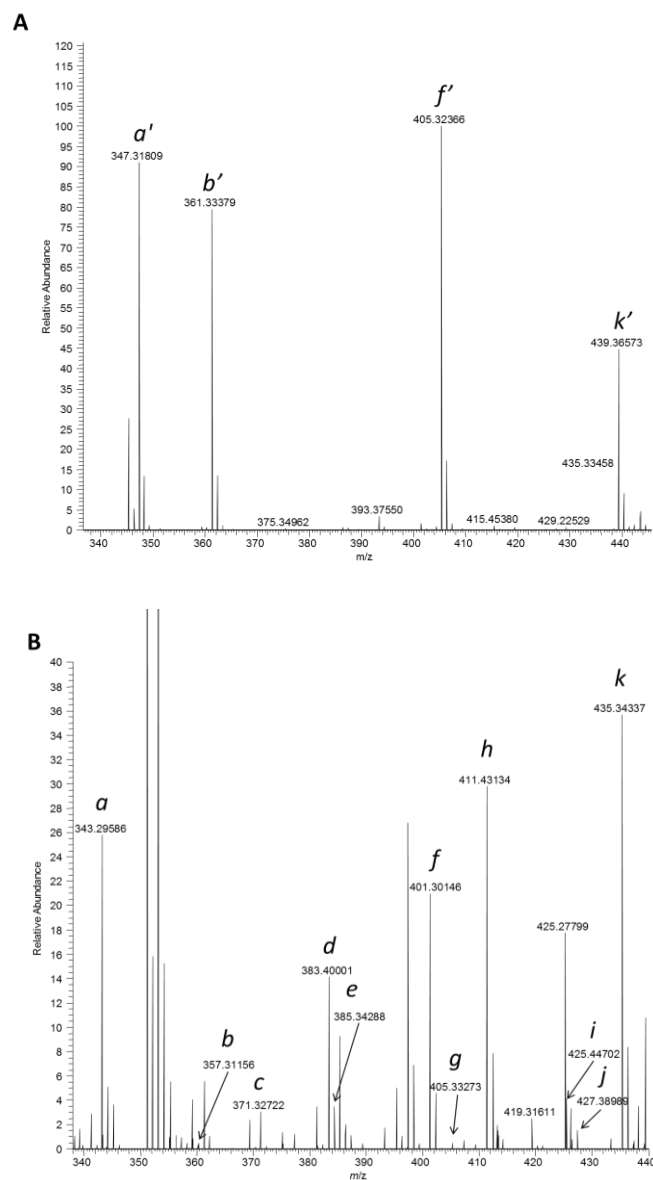 A
120
115
110
105
100
95
90
85
80
75
70
65
60
55
50
45
40
35
30
25
20
15
10
5
0
Relative Abundance
a'
347.31809
b'
361.33379
f'
405.32366
k'
439.36573
435.33458
375.34962
393.37550
415.45380
429.22529
340 350 360 370 380 390 400 410 420 430 440
m/z
B
40
38
36
34
32
30
28
26
24
22
20
18
16
14
12
10
8
6
4
2
0
Relative Abundance
a
343.29586
b
357.31156
c
371.32722
d
383.40001
e
385.34288
f
401.30146
g
405.33273
h
411.43134
419.31611
425.27799
i
425.44702
j
427.38989
k
435.34337
340 350 360 370 380 390 400 410 420 430 440
m/z